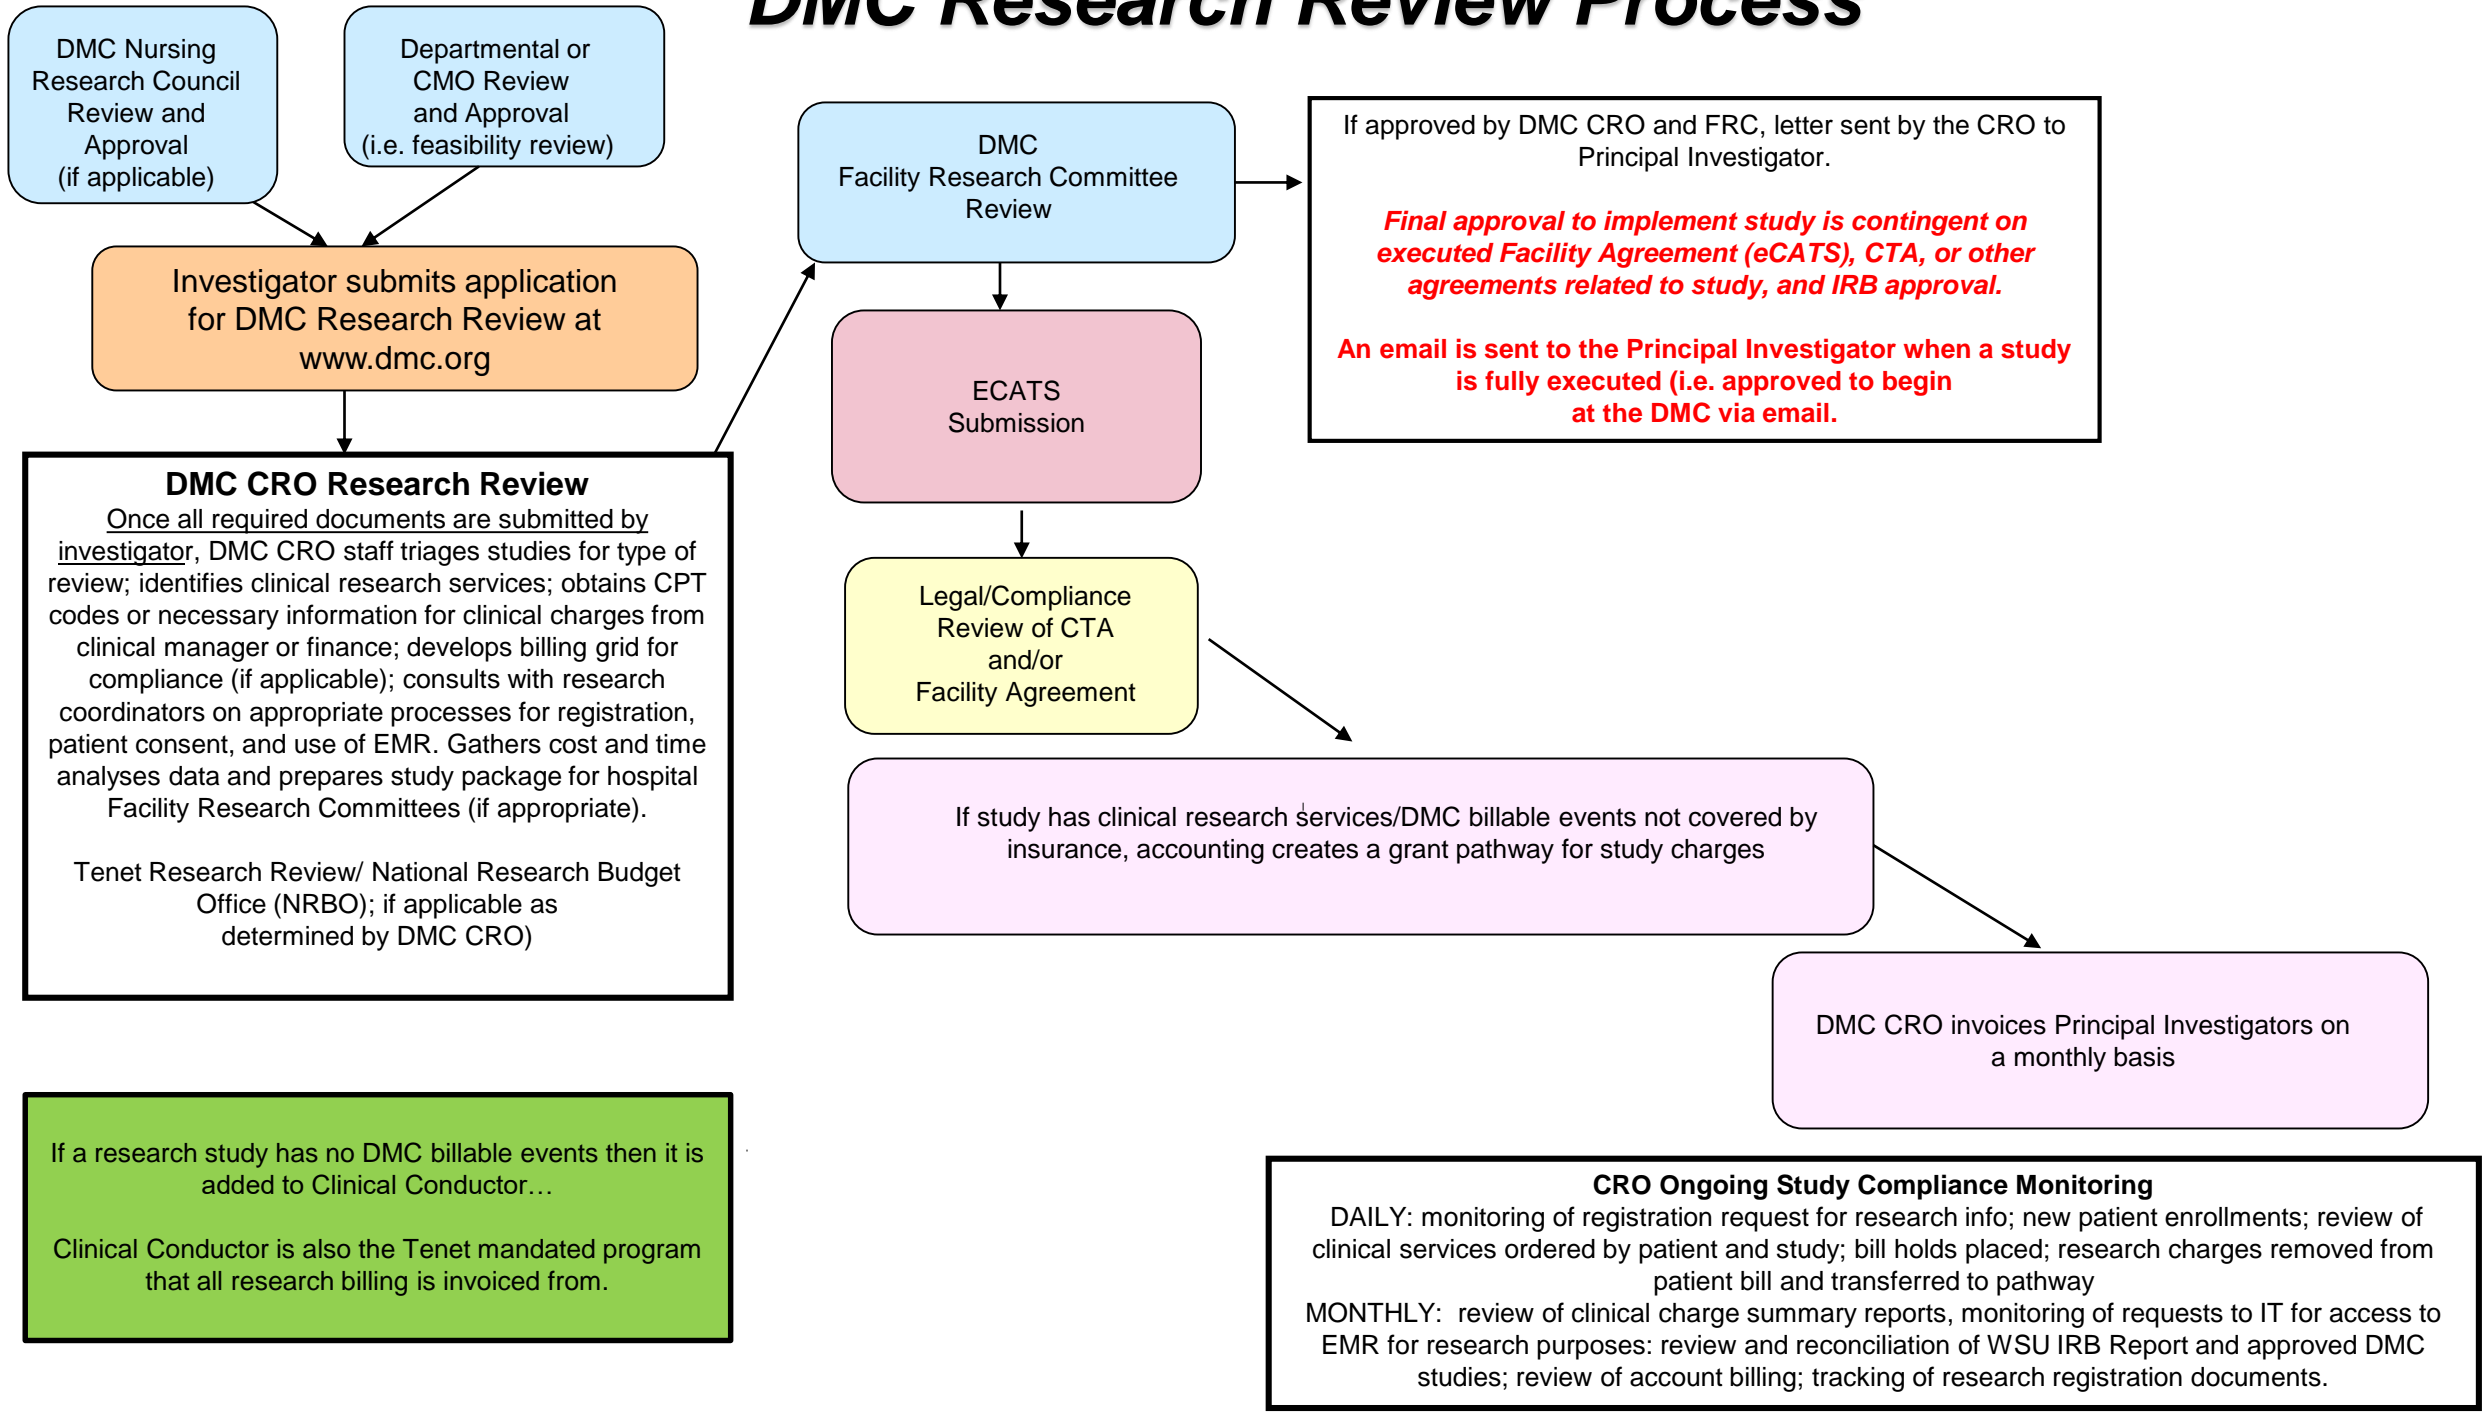 DMC Research Review Process
DMC Nursing
Research Council
Review and
Approval
(if applicable)
Departmental or
CMO Review
and Approval
(i.e. feasibility review)
Investigator submits application
for DMC Research Review at
www.dmc.org
DMC CRO Research Review
Once all required documents are submitted by
investigator, DMC CRO staff triages studies for type of
review; identifies clinical research services; obtains CPT
codes or necessary information for clinical charges from
clinical manager or finance; develops billing grid for
compliance (if applicable); consults with research
coordinators on appropriate processes for registration,
patient consent, and use of EMR. Gathers cost and time
analyses data and prepares study package for hospital
Facility Research Committees (if appropriate).
Tenet Research Review/ National Research Budget
Office (NRBO); if applicable as
determined by DMC CRO)
If a research study has no DMC billable events then it is
added to Clinical Conductor…
Clinical Conductor is also the Tenet mandated program
that all research billing is invoiced from.
DMC
Facility Research Committee
Review
If approved by DMC CRO and FRC, letter sent by the CRO to
Principal Investigator.
Final approval to implement study is contingent on
executed Facility Agreement (eCATS), CTA, or other
agreements related to study, and IRB approval.
An email is sent to the Principal Investigator when a study
is fully executed (i.e. approved to begin
at the DMC via email.
ECATS
Submission
Legal/Compliance
Review of CTA
and/or
Facility Agreement
If study has clinical research services/DMC billable events not covered by
insurance, accounting creates a grant pathway for study charges
DMC CRO invoices Principal Investigators on
a monthly basis
CRO Ongoing Study Compliance Monitoring
DAILY: monitoring of registration request for research info; new patient enrollments; review of
clinical services ordered by patient and study; bill holds placed; research charges removed from
patient bill and transferred to pathway
MONTHLY:  review of clinical charge summary reports, monitoring of requests to IT for access to
EMR for research purposes: review and reconciliation of WSU IRB Report and approved DMC
studies; review of account billing; tracking of research registration documents.